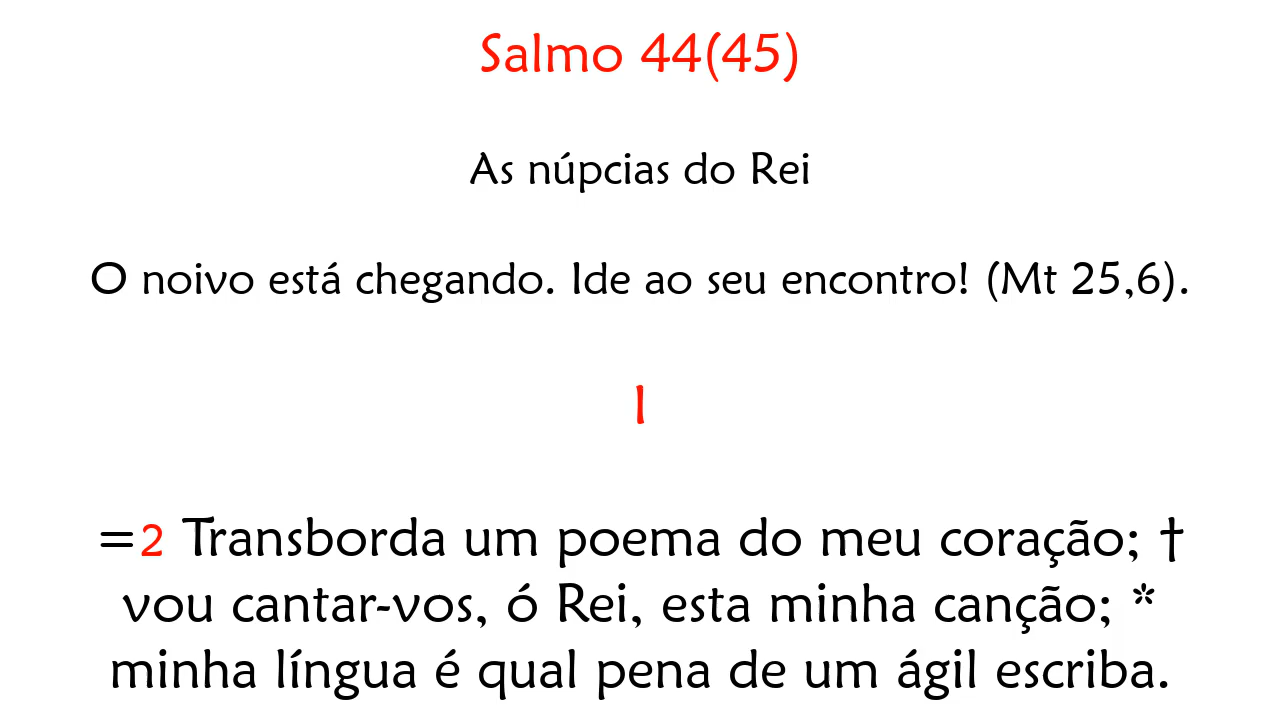 Salmo 44(45)
As núpcias do Rei
O noivo está chegando. Ide ao seu encontro! (Mt 25,6).
I
=2 Transborda um poema do meu coração; †
vou cantar-vos, ó Rei, esta minha canção; *
minha língua é qual pena de um ágil escriba.